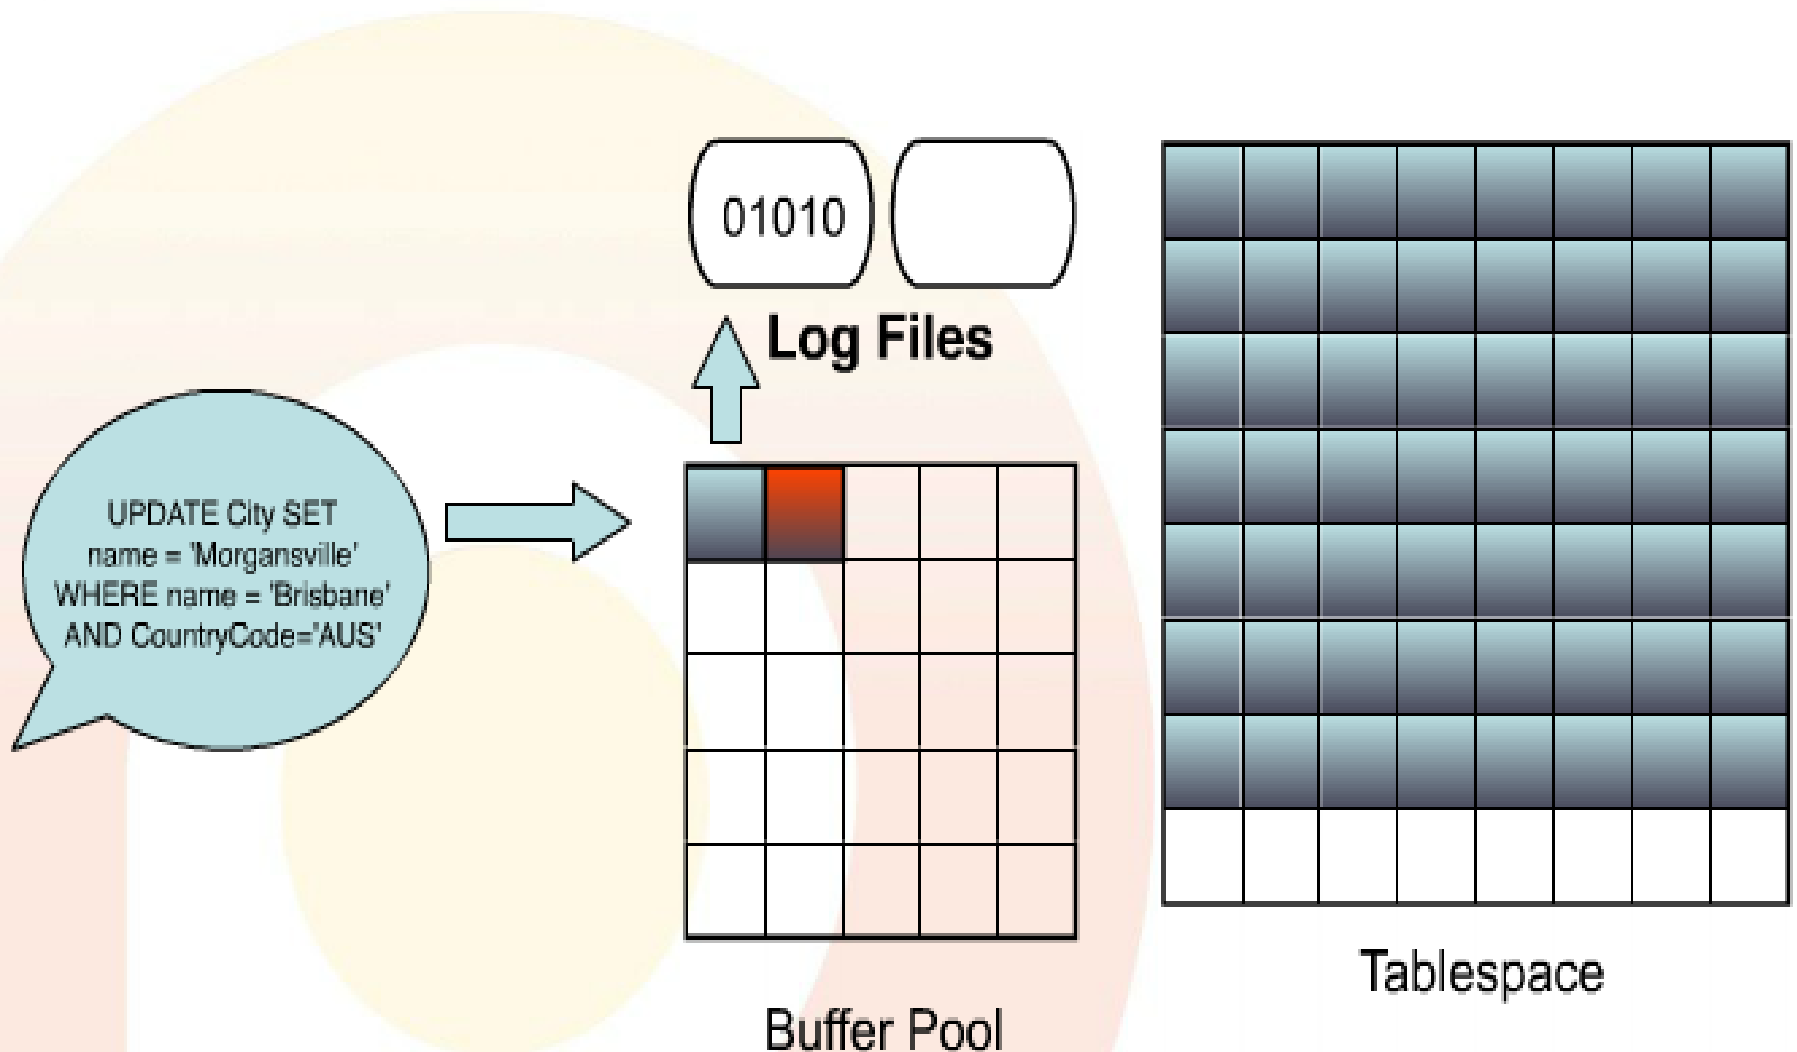 01010
Log Files
UPDATE City SET
name = 'Morgansville'
WHERE name = 'Brisbane'
AND CountryCode='AUS'
Tablespace
Buffer Pool